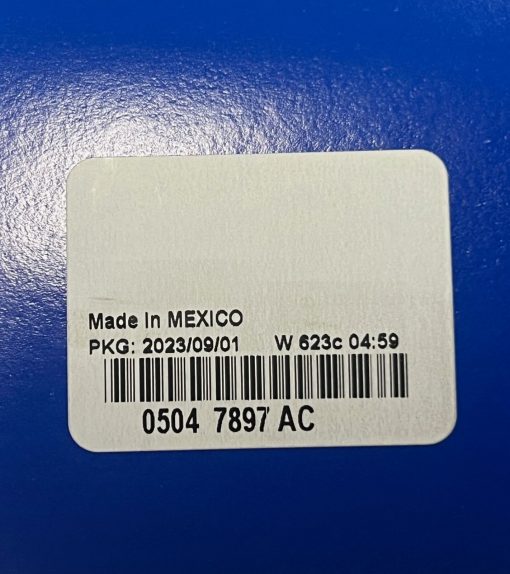 Made In MEXICO
PKG: 2023/09/01 W 623c 04:59
0504 7897 AC